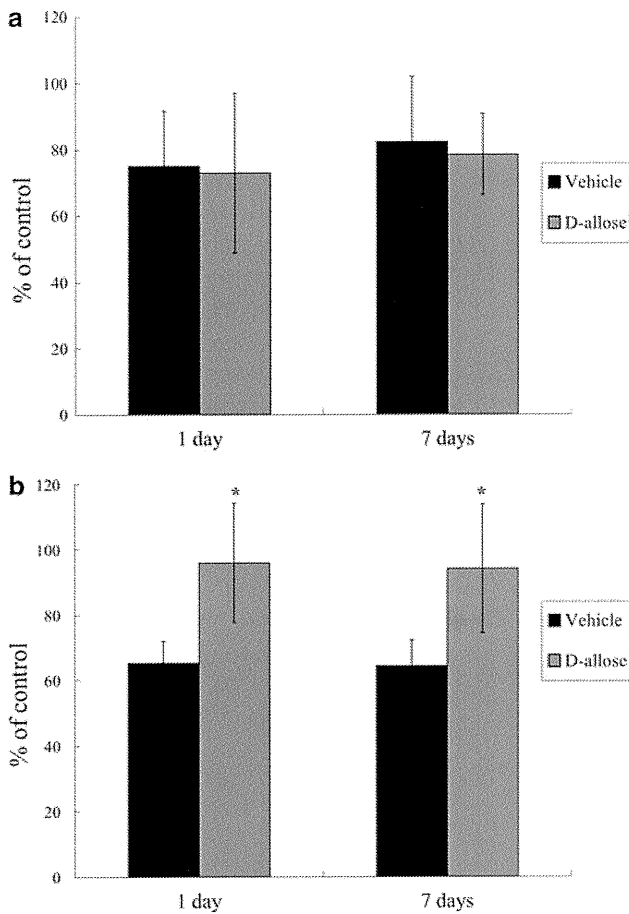 a
120
100
80
60
40
20
0
% of control
1 day
7 days
Vehicle
D-allose
b
120
100
80
60
40
20
0
% of control
*
*
1 day
7 days
Vehicle
D-allose